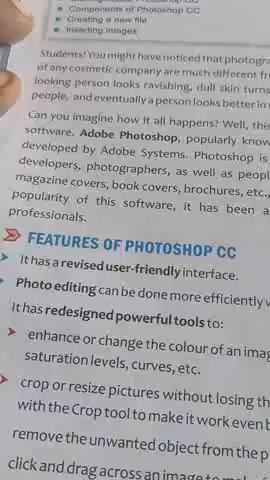 Components of Photoshop CC
Creating a new file
Inserting images
Students! You might have noticed that
of any cosmetic company are much different
looking person looks ravishing, dull skin turns
people, and eventually a person looks better in
Can you imagine how it all happens? Well, this
software. Adobe Photoshop, popularly
developed by Adobe Systems. Photoshop is
developers, photographers, as well as
magazine covers, book covers, brochures, etc.,
popularity of this software, it has been a
professionals.
FEATURES OF PHOTOSHOP CC
It has a revised user-friendly interface.
Photo editing can be done more efficiently
It has redesigned powerful tools to:
enhance or change the colour of an
saturation levels, curves, etc.
crop or resize pictures without losing
with the Crop tool to make it work even
remove the unwanted object from the
click and drag across an image to